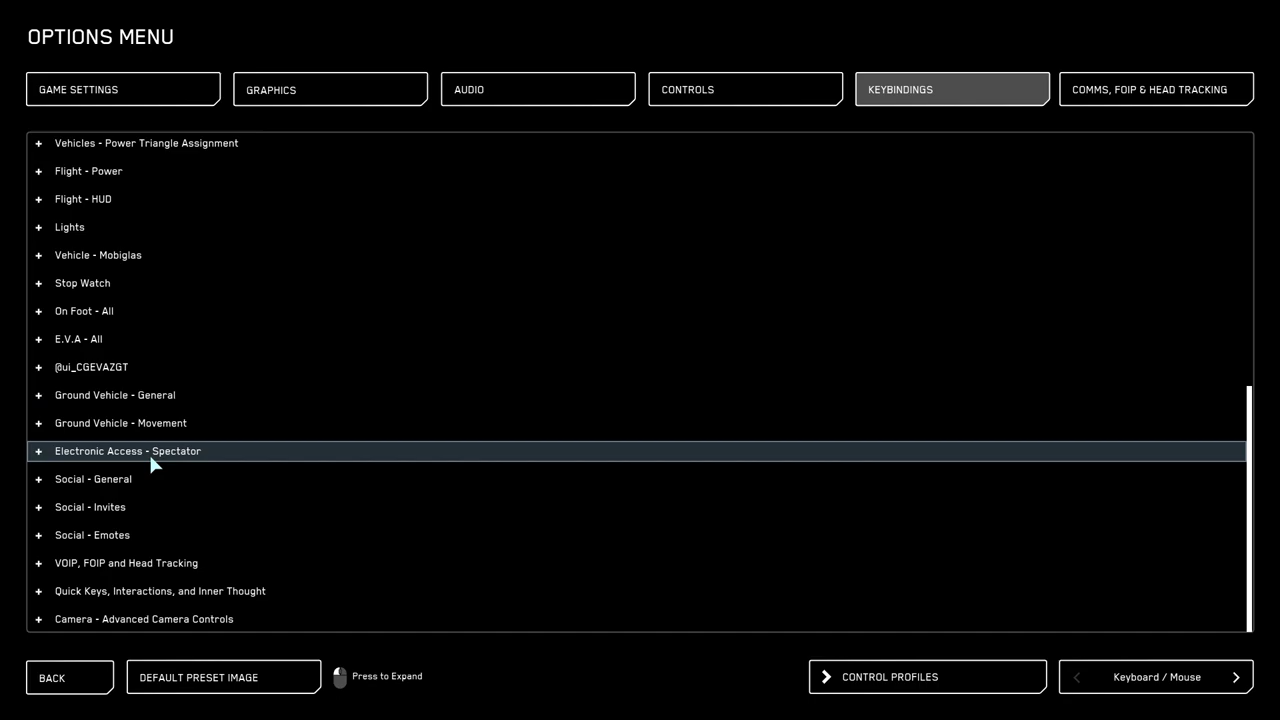 OPTIONS MENU
GAME SETTINGS
GRAPHICS
AUDIO
CONTROLS
KEYBINDINGS
COMMS, FOIP & HEAD TRACKING
Vehicles - Power Triangle Assignment
Flight - Power
Flight - HUD
Lights
Vehicle - Mobiglas
Stop Watch
On Foot - All
E.V.A - All
@ui_CGEVAZGT
Ground Vehicle - General
Ground Vehicle - Movement
Electronic Access - Spectator
Social - General
Social - Invites
Social - Emotes
VOIP, FOIP and Head Tracking
Quick Keys, Interactions, and Inner Thought
Camera - Advanced Camera Controls
BACK
DEFAULT PRESET IMAGE
Press to Expand
CONTROL PROFILES
Keyboard / Mouse